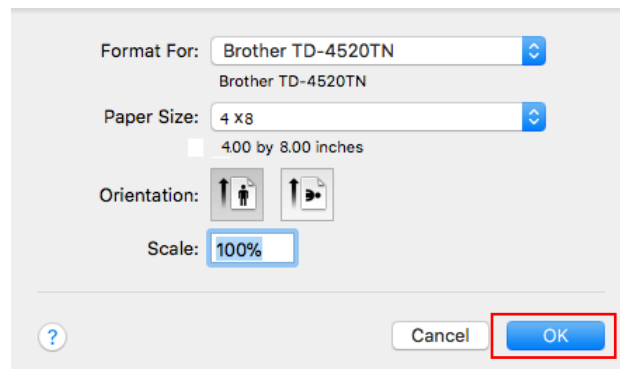 Format For: Brother TD-4520TN
Brother TD-4520TN
Paper Size: 4 x8
4.00 by 8.00 inches
Orientation:
Scale: 100%
? Cancel OK